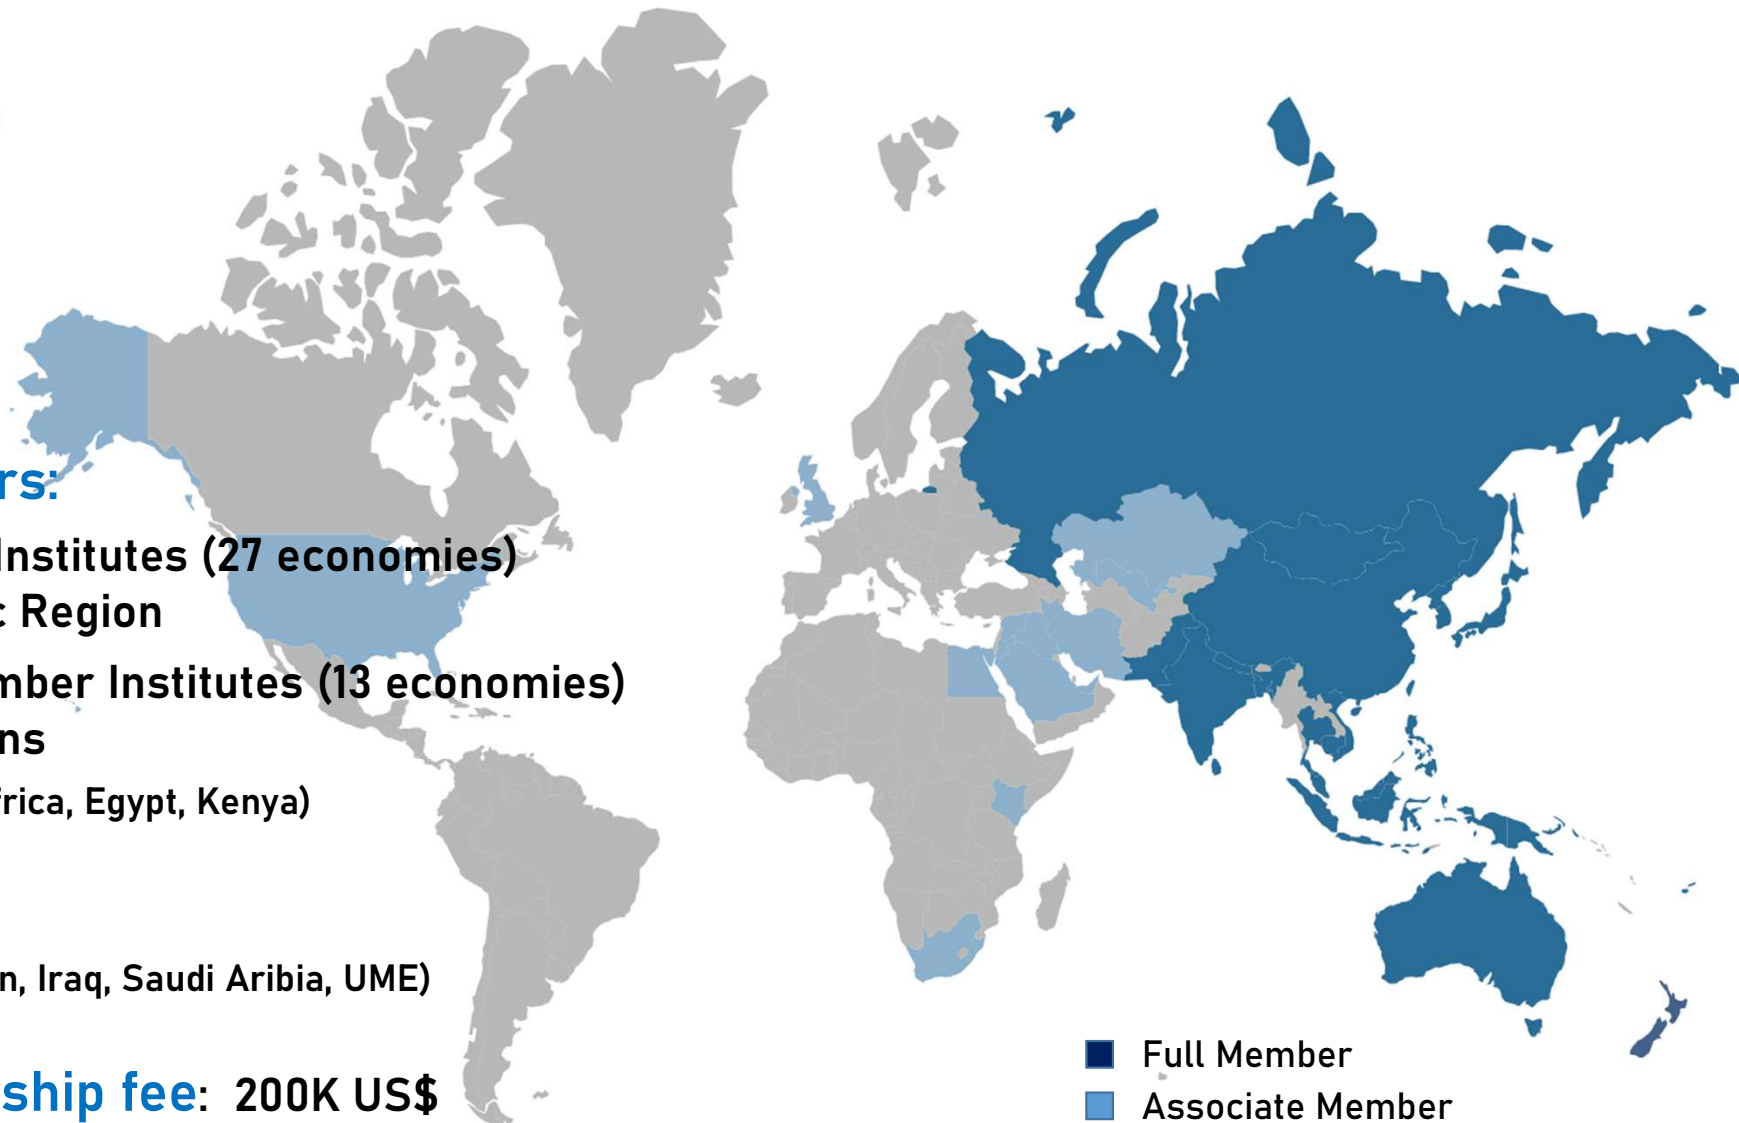 rs:
Institutes (27 economies)
c Region
mber Institutes (13 economies)
ns
frica, Egypt, Kenya)
n, Iraq, Saudi Aribia, UME)
ship fee: 200K US$
Full Member
Associate Member